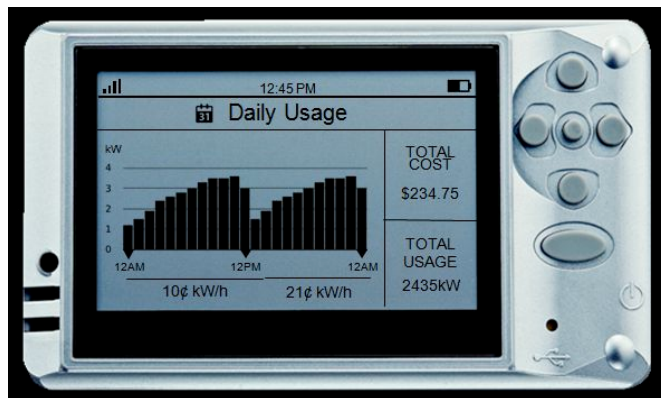 12:45 PM
31 Daily Usage
kW
4
3
2
1
0
12AM 12PM 12AM
10¢ kW/h 21¢ kW/h
TOTAL
COST
$234.75
TOTAL
USAGE
2435kW